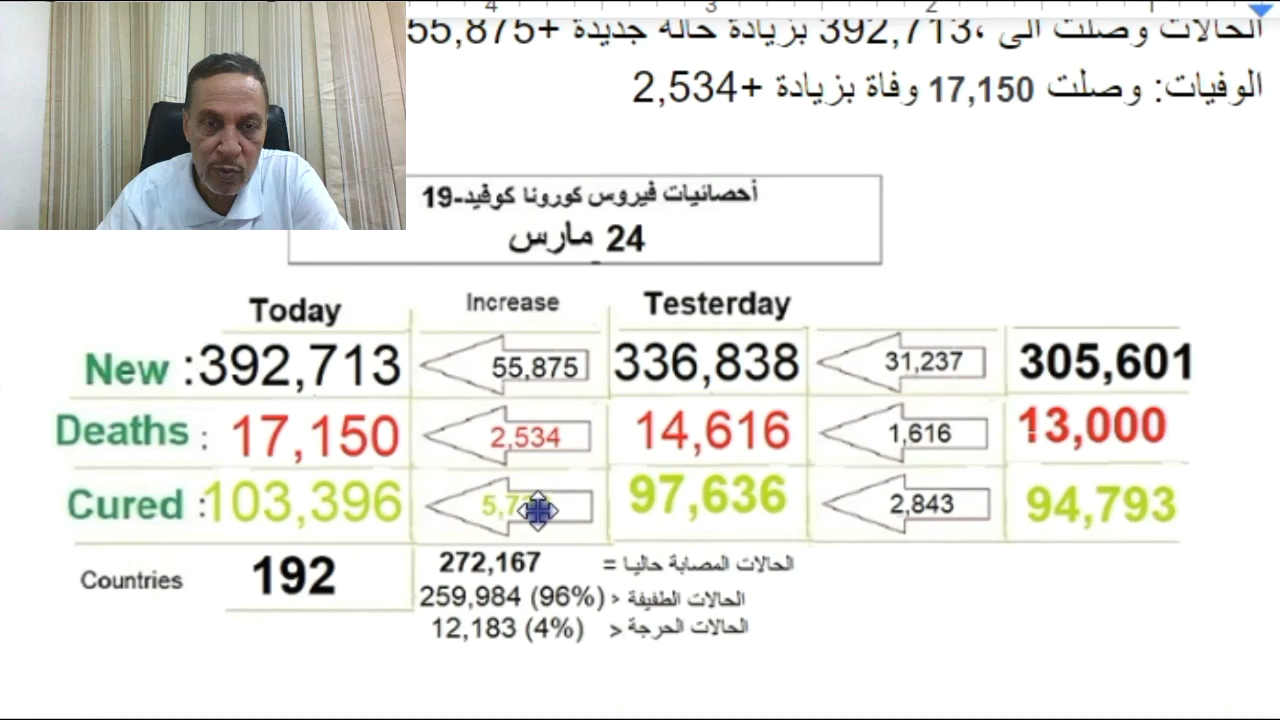 4 3 2 1
الحالات وصلت الى 392,713، بزيادة حالة جديدة +55,875
الوفيات: وصلت 17,150 وفاة بزيادة +2,534
أحصائيات فيروس كورونا كوفيد-19
24 مارس
Today Increase Testerday
New :392,713 55,875 336,838 31,237 305,601
Deaths : 17,150 2,534 14,616 1,616 13,000
Cured :103,396 97,636 2,843 94,793
Countries 192
272,167 = الحالات المصابة حاليا
259,984 (96%) < الحالات الطفيفة
12,183 (4%) > الحالات الحرجة